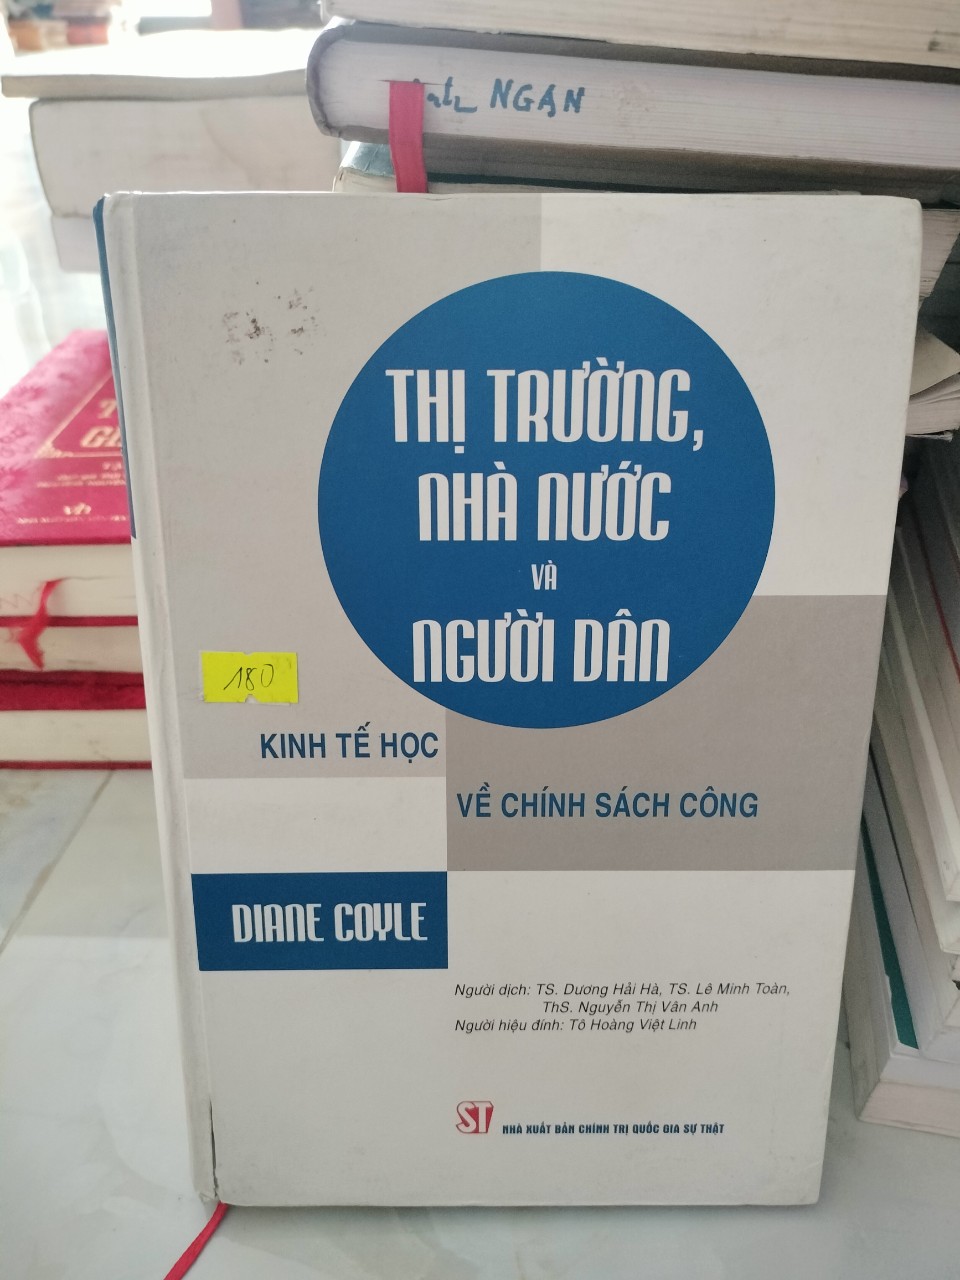 NGẠN
THỊ TRƯỜNG,
NHÀ NƯỚC
VÀ
NGƯỜI DÂN
180
KINH TẾ HỌC
VỀ CHÍNH SÁCH CÔNG
DIANE COYLE
Người dịch: TS. Dương Hải Hà, TS. Lê Minh Toàn,
ThS. Nguyễn Thị Vân Anh
Người hiệu đính: Tô Hoàng Việt Linh
ST NHÀ XUẤT BẢN CHÍNH TRỊ QUỐC GIA SỰ THẬT